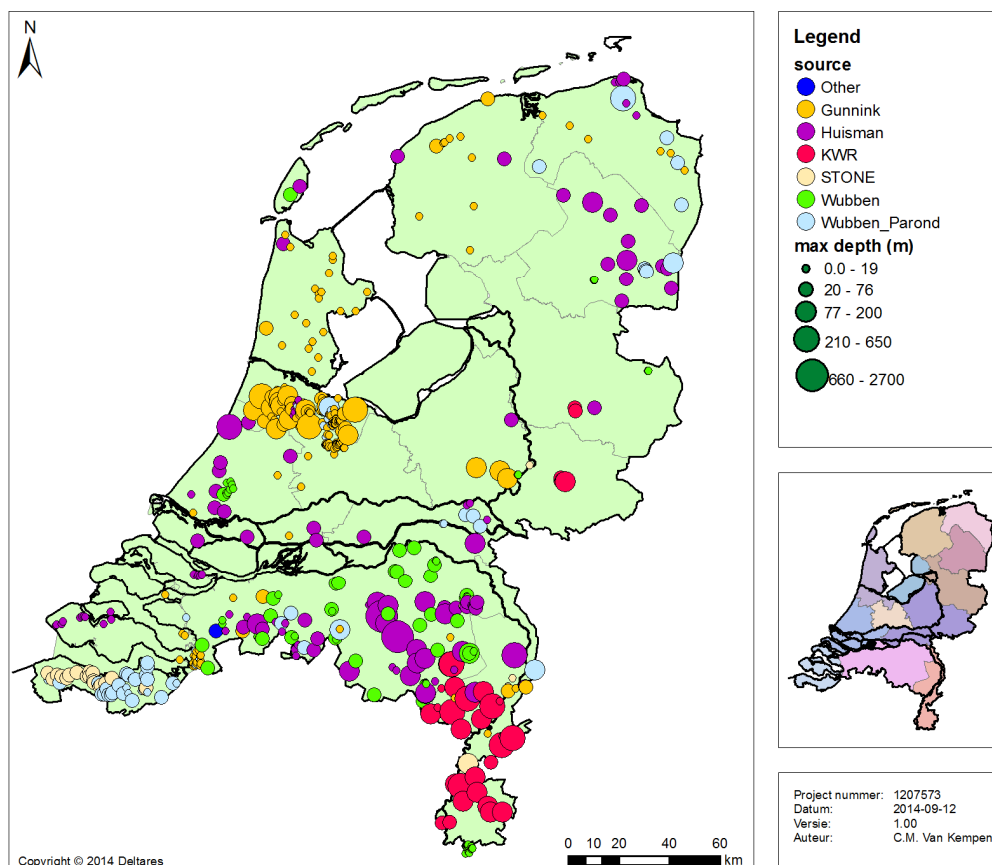 N
Copyright © 2014 Deltares
0 10 20 40 60
km
Legend
source
Other
Gunnink
Huisman
KWR
STONE
Wubben
Wubben_Parond
max depth (m)
0.0 - 19
20 - 76
77 - 200
210 - 650
660 - 2700
Project nummer: 1207573
Datum: 2014-09-12
Versie: 1.00
Auteur: C.M. Van Kempen